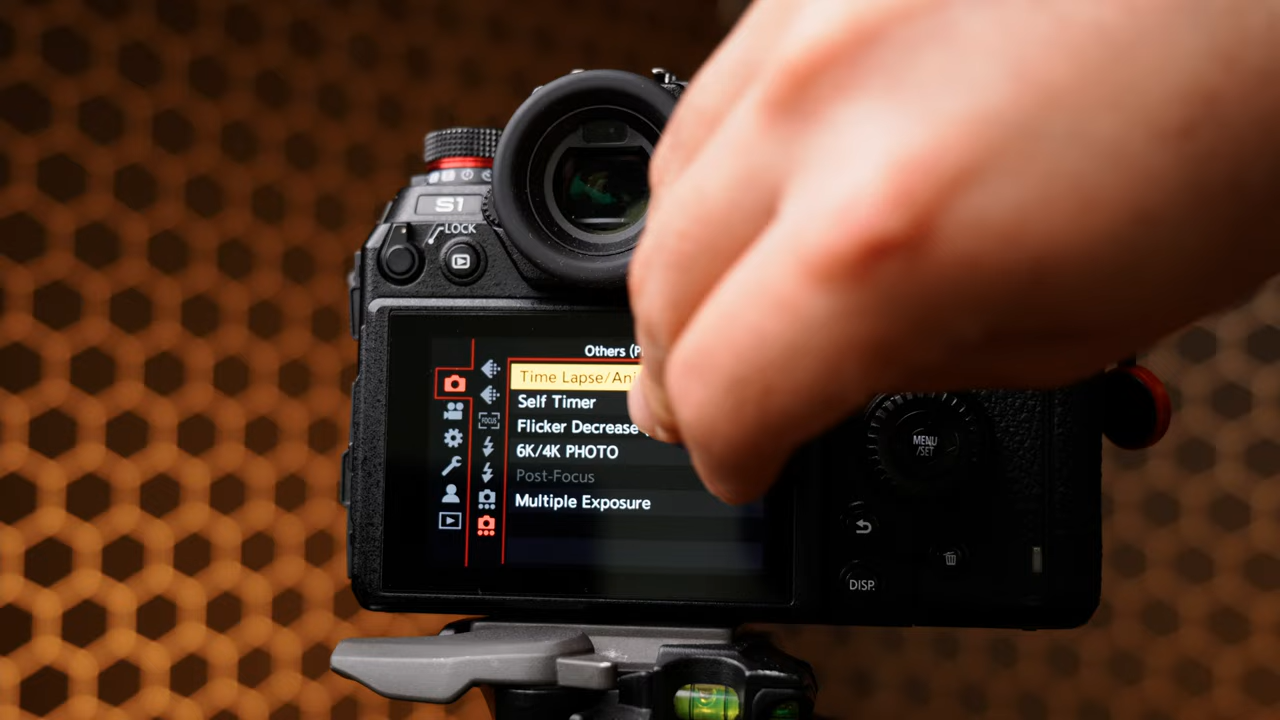 S1
LOCK
Others (P
Time Lapse/Ani
Self Timer
Flicker Decrease
6K/4K PHOTO
FOCUS
Post-Focus
Multiple Exposure
MENU
/SET
DISP.